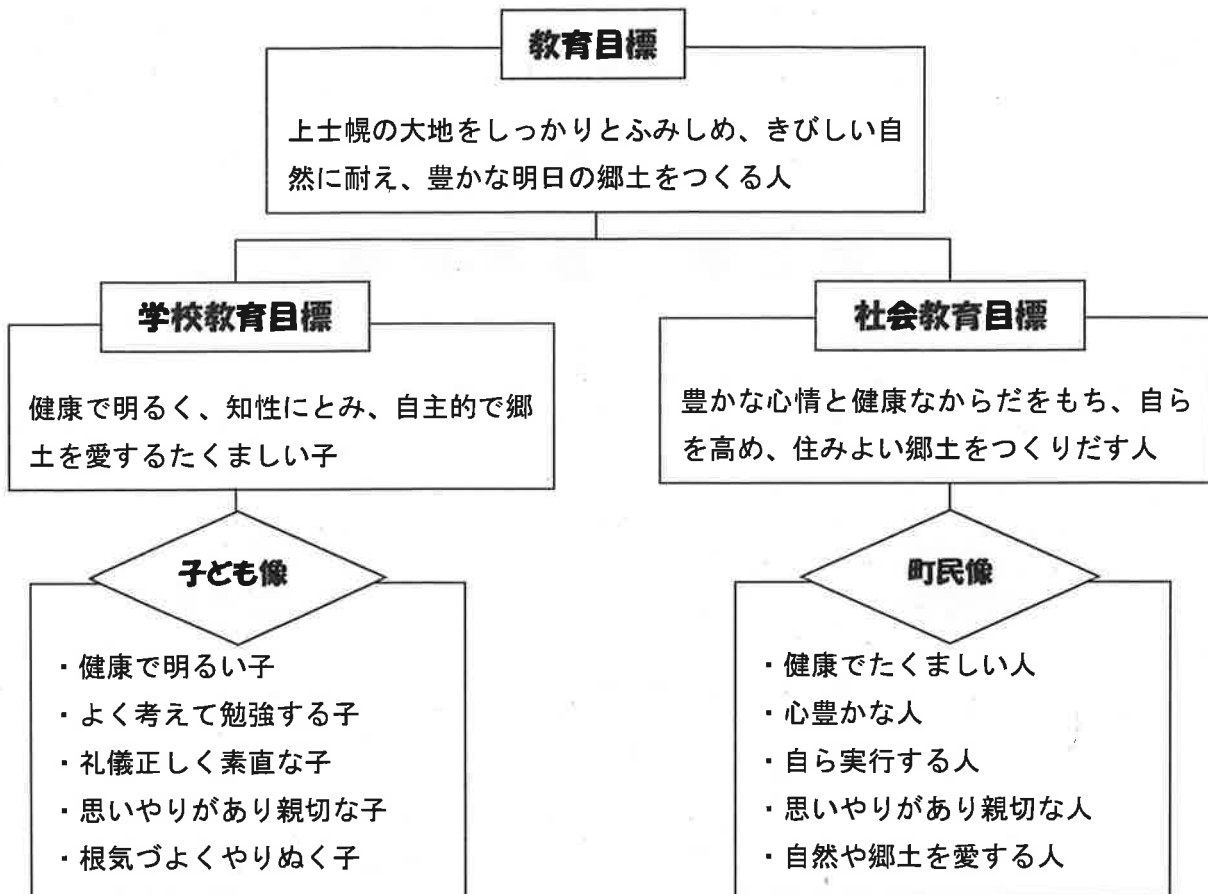 教育目標
上士幌の大地をしっかりとふみしめ、きびしい自
然に耐え、豊かな明日の郷土をつくる人
学校教育目標
健康で明るく、知性にとみ、自主的で郷
土を愛するたくましい子
子ども像
・健康で明るい子
・よく考えて勉強する子
・礼儀正しく素直な子
・思いやりがあり親切な子
・根気づよくやりぬく子
社会教育目標
豊かな心情と健康なからだをもち、自ら
を高め、住みよい郷土をつくりだす人
町民像
・健康でたくましい人
・心豊かな人
・自ら実行する人
・思いやりがあり親切な人
・自然や郷土を愛する人